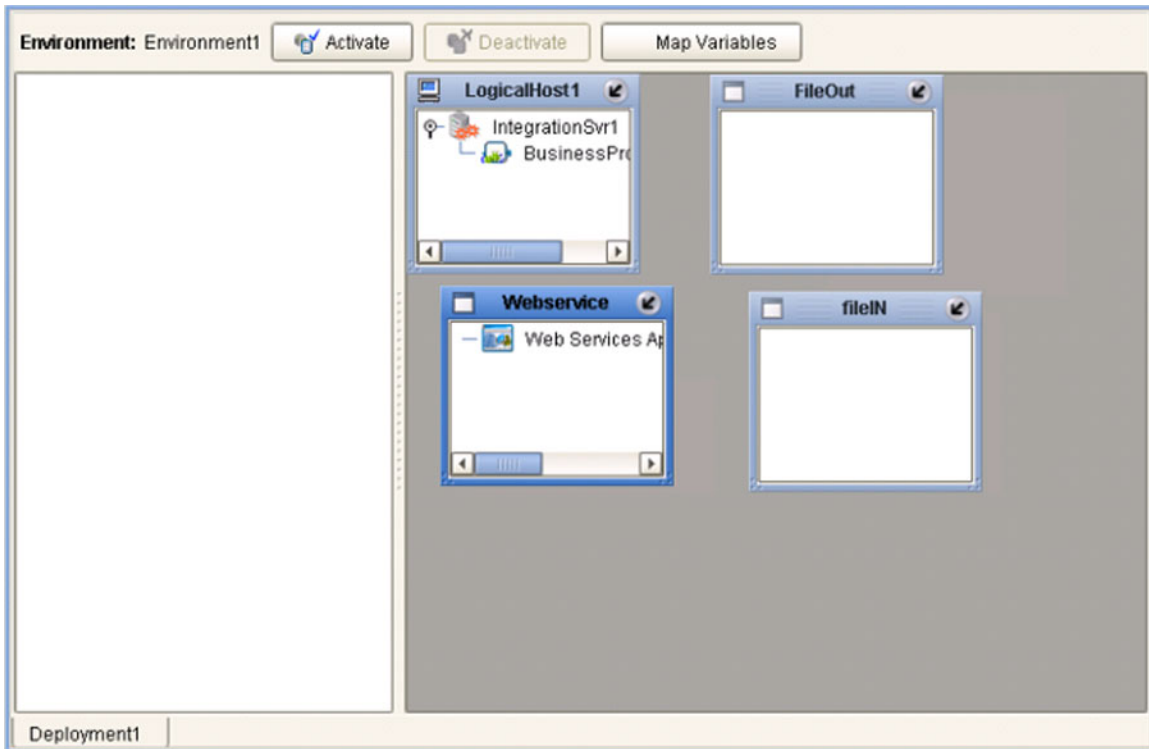 Environment: Environment1 Activate Deactivate Map Variables
LogicalHost1 FileOut
IntegrationSvr1
BusinessPro
Webservice fileIN
Web Services Ap
Deployment1